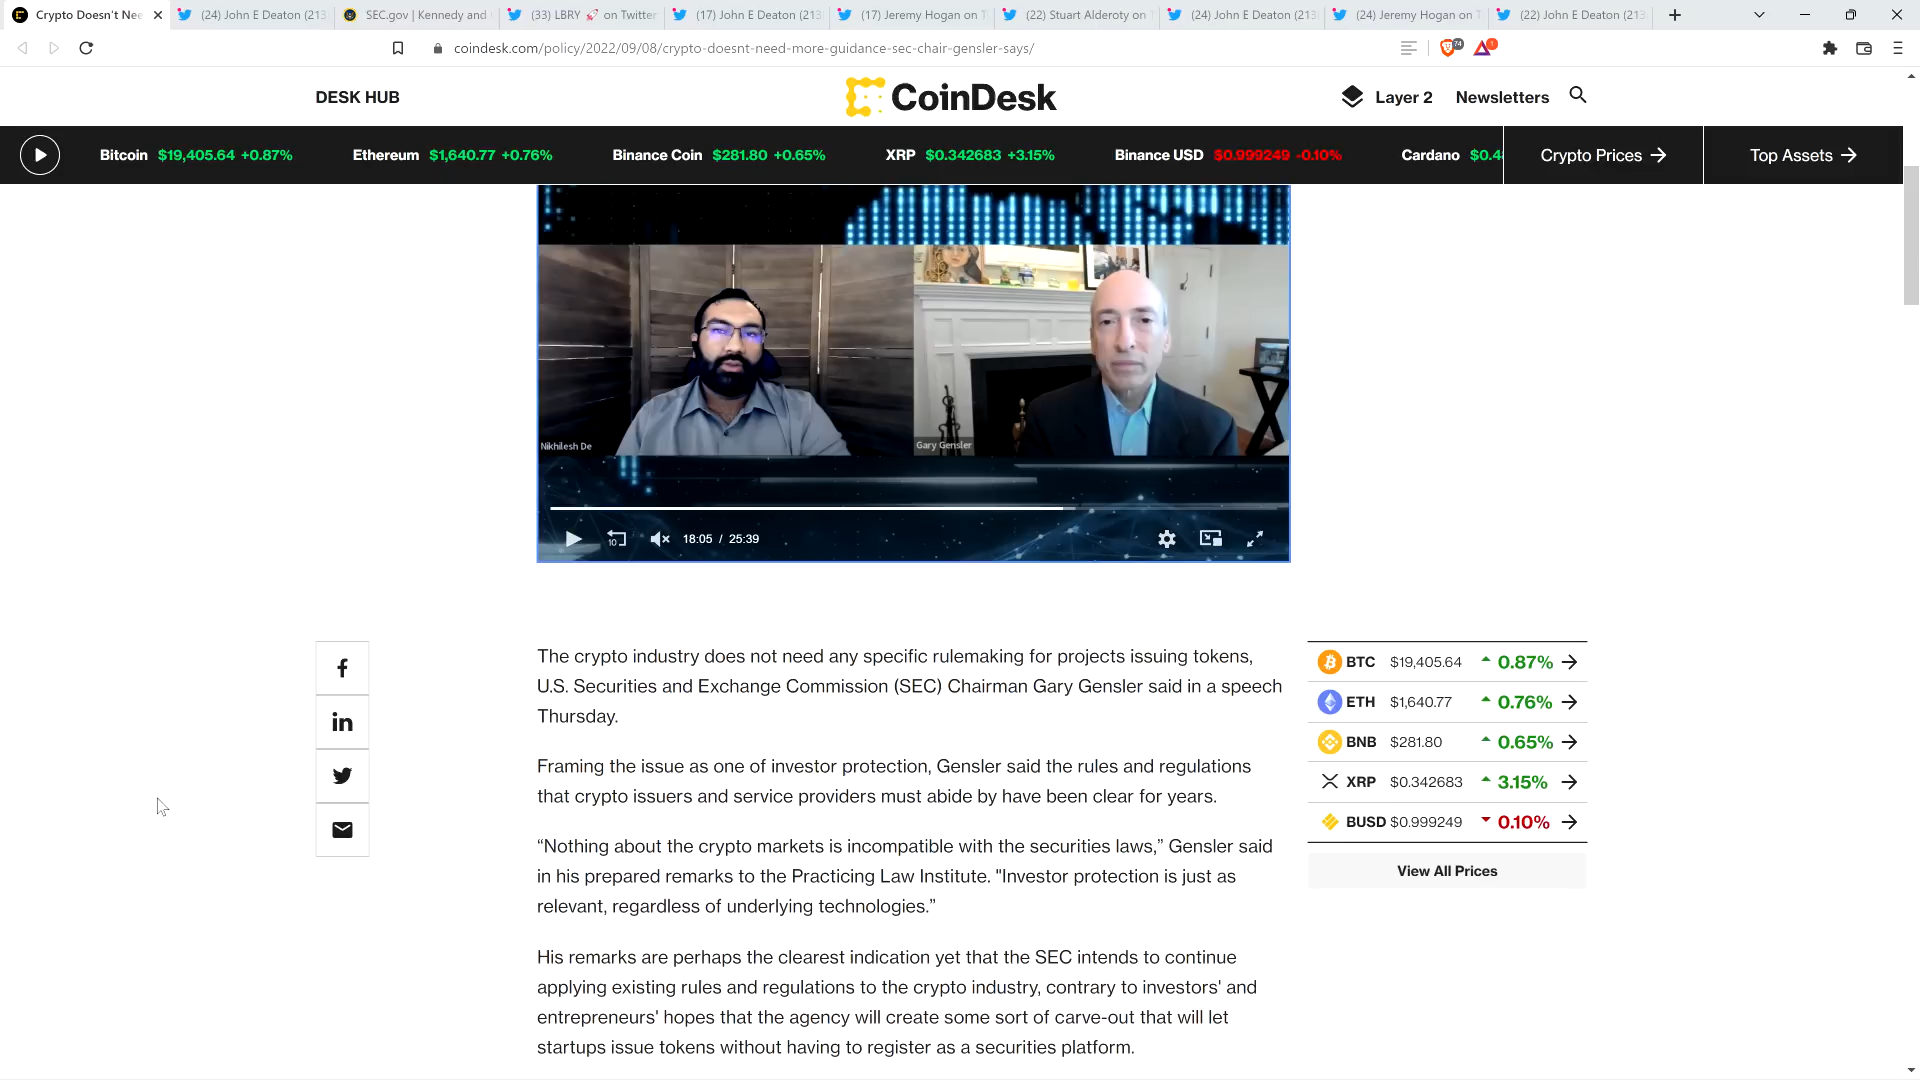 Crypto Doesn't Nee
(24) John E Deaton (213
SEC.gov | Kennedy and
(33) LBRY 🚀 on Twitter
(17) John E Deaton (213
(17) Jeremy Hogan on T
(22) Stuart Alderoty on
(24) John E Deaton (213
(24) Jeremy Hogan on T
(22) John E Deaton (213
coindesk.com/policy/2022/09/08/crypto-doesnt-need-more-guidance-sec-chair-gensler-says/
74
1
DESK HUB
CoinDesk
Layer 2
Newsletters
Bitcoin $19,405.64 +0.87%
Ethereum $1,640.77 +0.76%
Binance Coin $281.80 +0.65%
XRP $0.342683 +3.15%
Binance USD $0.999249 -0.10%
Cardano $0.4
Crypto Prices →
Top Assets →
Nikhilesh De
Gary Gensler
10
18:05 / 25:39
The crypto industry does not need any specific rulemaking for projects issuing tokens,
U.S. Securities and Exchange Commission (SEC) Chairman Gary Gensler said in a speech
Thursday.
Framing the issue as one of investor protection, Gensler said the rules and regulations
that crypto issuers and service providers must abide by have been clear for years.
“Nothing about the crypto markets is incompatible with the securities laws,” Gensler said
in his prepared remarks to the Practicing Law Institute. "Investor protection is just as
relevant, regardless of underlying technologies.”
His remarks are perhaps the clearest indication yet that the SEC intends to continue
applying existing rules and regulations to the crypto industry, contrary to investors' and
entrepreneurs' hopes that the agency will create some sort of carve-out that will let
startups issue tokens without having to register as a securities platform.
BTC $19,405.64 0.87% →
ETH $1,640.77 0.76% →
BNB $281.80 0.65% →
XRP $0.342683 3.15% →
BUSD $0.999249 0.10% →
View All Prices